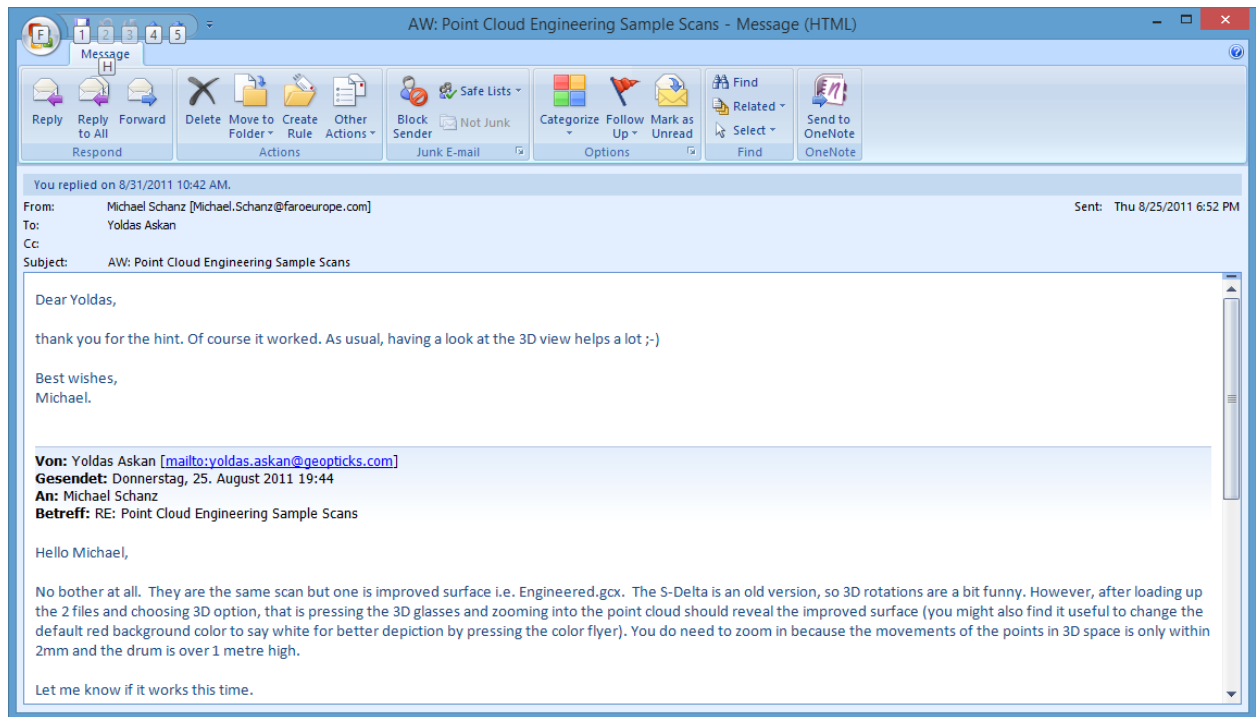 AW: Point Cloud Engineering Sample Scans - Message (HTML)
F 1 2 3 4 5
Message
H
Reply Reply to All Forward
Respond
Delete Move to Folder Create Rule Other Actions
Actions
Block Sender Safe Lists Not Junk
Junk E-mail
Categorize Follow Up Mark as Unread
Options
Find Related Select
Find
Send to OneNote
OneNote
You replied on 8/31/2011 10:42 AM.
From: Michael Schanz [Michael.Schanz@faroeurope.com] Sent: Thu 8/25/2011 6:52 PM
To: Yoldas Askan
Cc:
Subject: AW: Point Cloud Engineering Sample Scans
Dear Yoldas,
thank you for the hint. Of course it worked. As usual, having a look at the 3D view helps a lot ;-)
Best wishes,
Michael.
Von: Yoldas Askan [mailto:yoldas.askan@geopticks.com]
Gesendet: Donnerstag, 25. August 2011 19:44
An: Michael Schanz
Betreff: RE: Point Cloud Engineering Sample Scans
Hello Michael,
No bother at all.  They are the same scan but one is improved surface i.e. Engineered.gcx.  The S-Delta is an old version, so 3D rotations are a bit funny. However, after loading up
the 2 files and choosing 3D option, that is pressing the 3D glasses and zooming into the point cloud should reveal the improved surface (you might also find it useful to change the
default red background color to say white for better depiction by pressing the color flyer). You do need to zoom in because the movements of the points in 3D space is only within
2mm and the drum is over 1 metre high.
Let me know if it works this time.